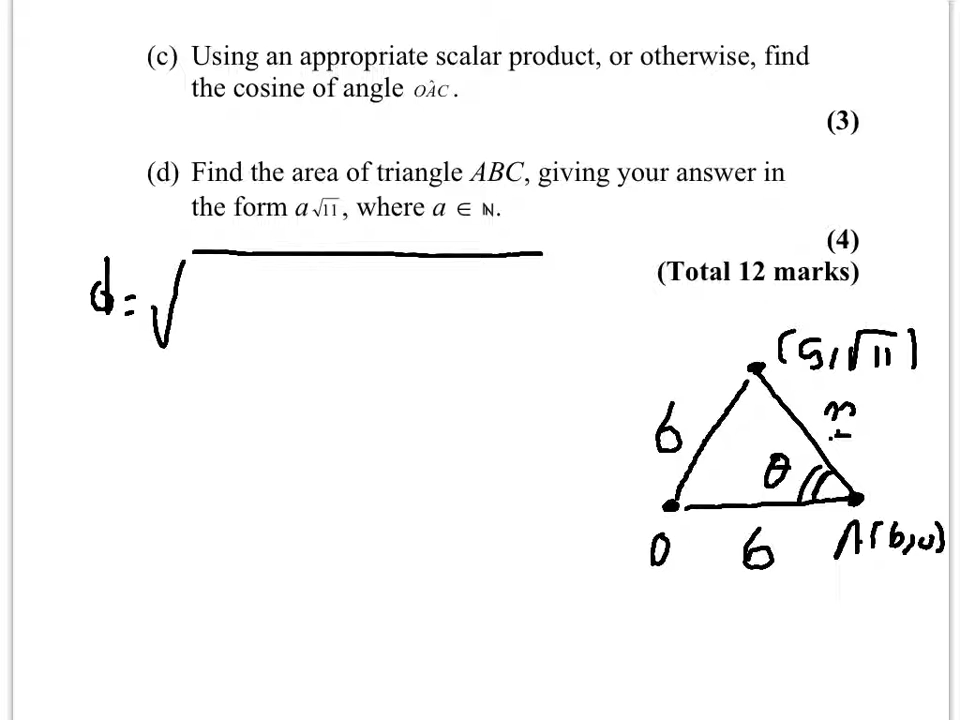 (c) Using an appropriate scalar product, or otherwise, find
the cosine of angle OÂC.
(3)
(d) Find the area of triangle ABC, giving your answer in
the form a√11, where a ∈ ℕ.
(4)
(Total 12 marks)
d=√
(5,√11)
6
θ
0 6 A(6,0)